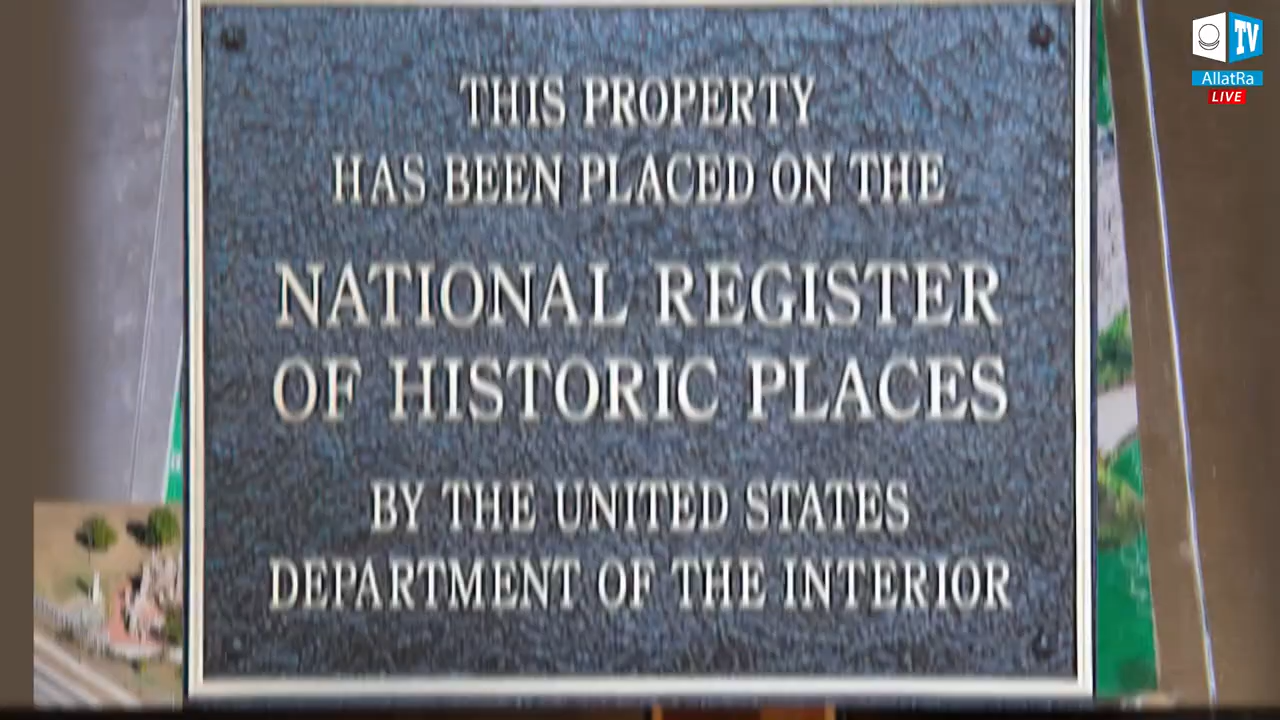 THIS PROPERTY
HAS BEEN PLACED ON THE
NATIONAL REGISTER
OF HISTORIC PLACES
BY THE UNITED STATES
DEPARTMENT OF THE INTERIOR
TV
AllatRa
LIVE